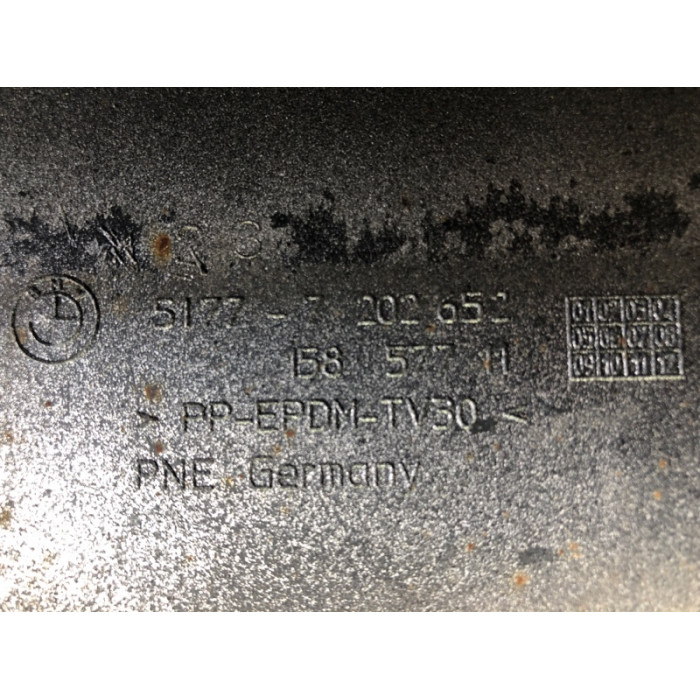 5177 - 7 202 652
158 577 11
> PP-EPDM-TV30 <
PNE Germany
01 02 03 04
05 06 07 08
09 10 11 12